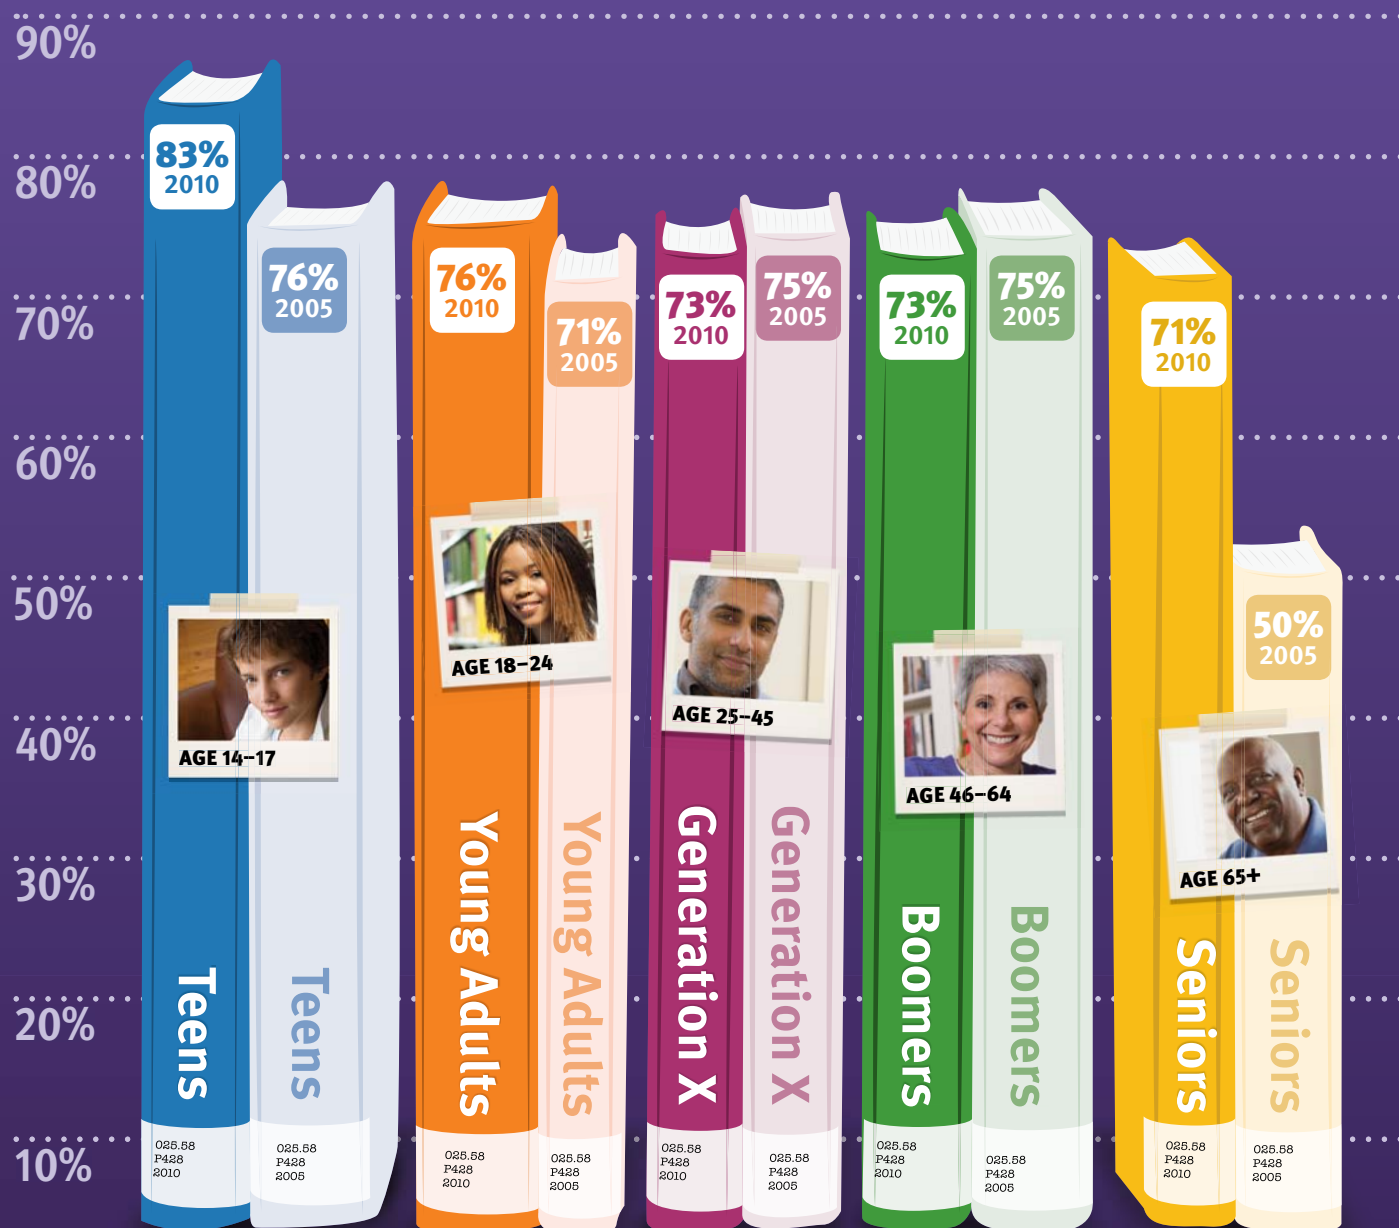 90%
80%
70%
60%
50%
40%
30%
20%
10%
83%
2010
76%
2005
AGE 14–17
Teens
Teens
025.58
P428
2010
025.58
P428
2005
76%
2010
71%
2005
AGE 18–24
Young Adults
Young Adults
025.58
P428
2010
025.58
P428
2005
73%
2010
75%
2005
AGE 25–45
Generation X
Generation X
025.58
P428
2010
025.58
P428
2005
73%
2010
75%
2005
AGE 46–64
Boomers
Boomers
025.58
P428
2010
025.58
P428
2005
71%
2010
50%
2005
AGE 65+
Seniors
Seniors
025.58
P428
2010
025.58
P428
2005